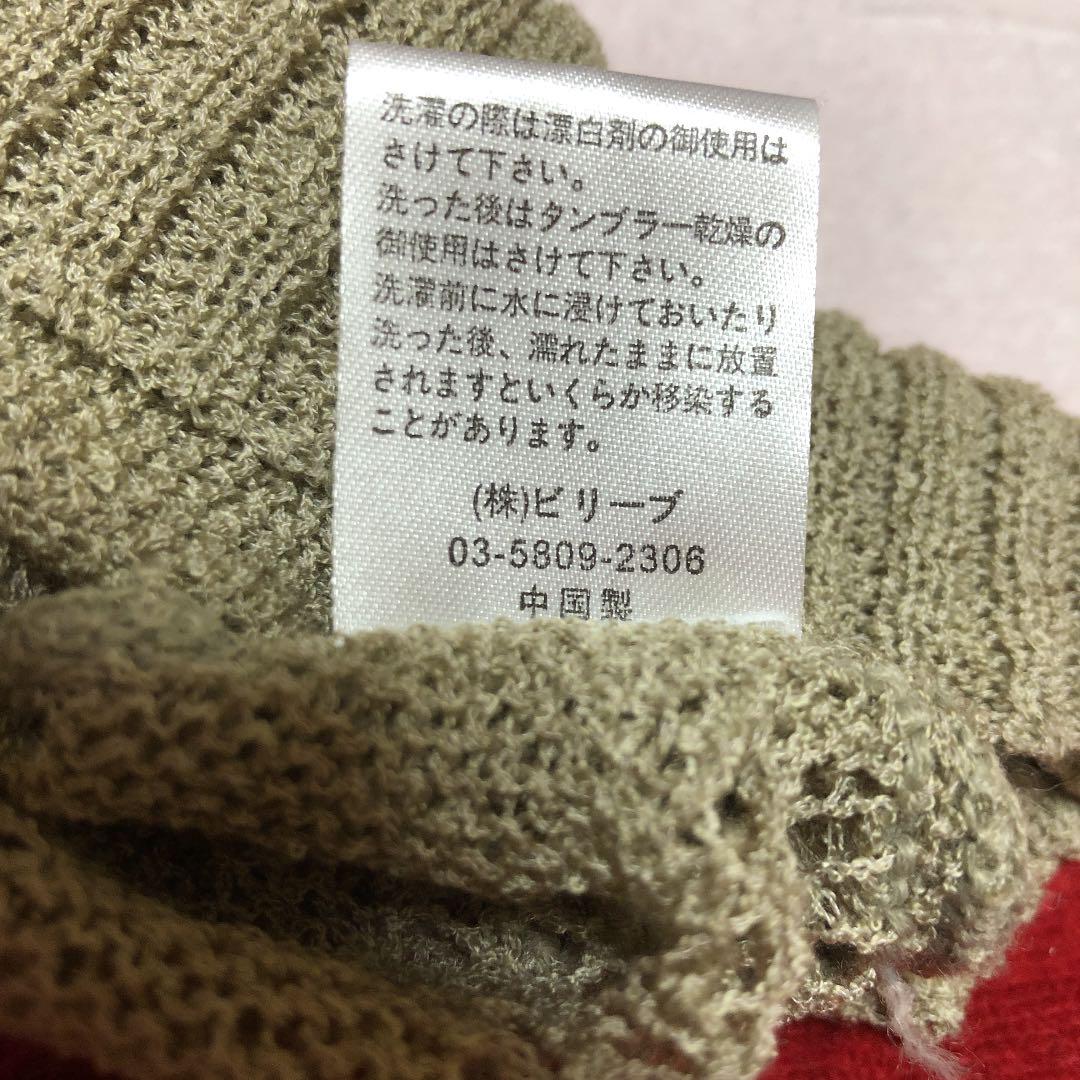 洗濯の際は漂白剤の御使用は
さけて下さい。
洗った後はタンブラー乾燥の
御使用はさけて下さい。
洗濯前に水に浸けておいたり
洗った後、濡れたままに放置
されますといくらか移染する
ことがあります。
(株)ビリーブ
03-5809-2306
中国製